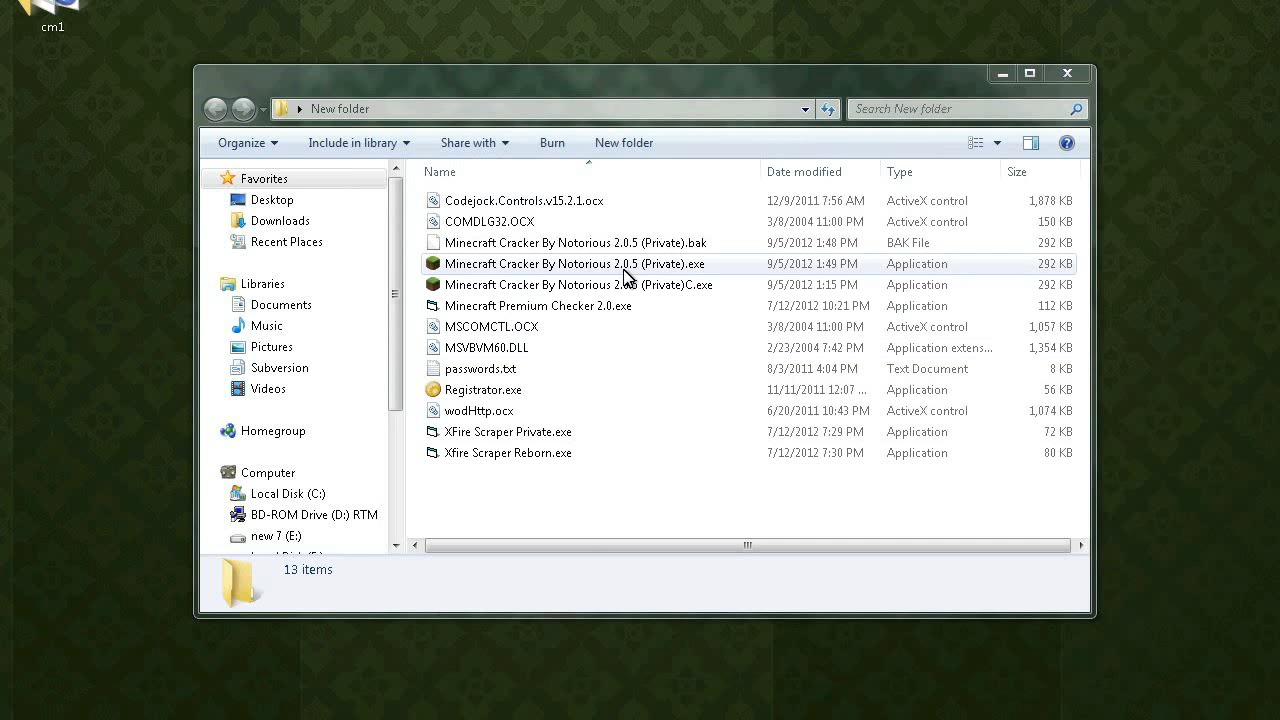 cm1
New folder
Search New folder
Organize Include in library Share with Burn New folder
Name Date modified Type Size
Favorites
Desktop
Downloads
Recent Places
Libraries
Documents
Music
Pictures
Subversion
Videos
Homegroup
Computer
Local Disk (C:)
BD-ROM Drive (D:) RTM
new 7 (E:)
Codejock.Controls.v15.2.1.ocx 12/9/2011 7:56 AM ActiveX control 1,878 KB
COMDLG32.OCX 3/8/2004 11:00 PM ActiveX control 150 KB
Minecraft Cracker By Notorious 2.0.5 (Private).bak 9/5/2012 1:48 PM BAK File 292 KB
Minecraft Cracker By Notorious 2.0.5 (Private).exe 9/5/2012 1:49 PM Application 292 KB
Minecraft Cracker By Notorious 2.0.5 (Private)C.exe 9/5/2012 1:15 PM Application 292 KB
Minecraft Premium Checker 2.0.exe 7/12/2012 10:21 PM Application 112 KB
MSCOMCTL.OCX 3/8/2004 11:00 PM ActiveX control 1,057 KB
MSVBVM60.DLL 2/23/2004 7:42 PM Application extens... 1,354 KB
passwords.txt 8/3/2011 4:04 PM Text Document 8 KB
Registrator.exe 11/11/2011 12:07 ... Application 56 KB
wodHttp.ocx 6/20/2011 10:43 PM ActiveX control 1,074 KB
XFire Scraper Private.exe 7/12/2012 7:29 PM Application 72 KB
Xfire Scraper Reborn.exe 7/12/2012 7:30 PM Application 80 KB
13 items